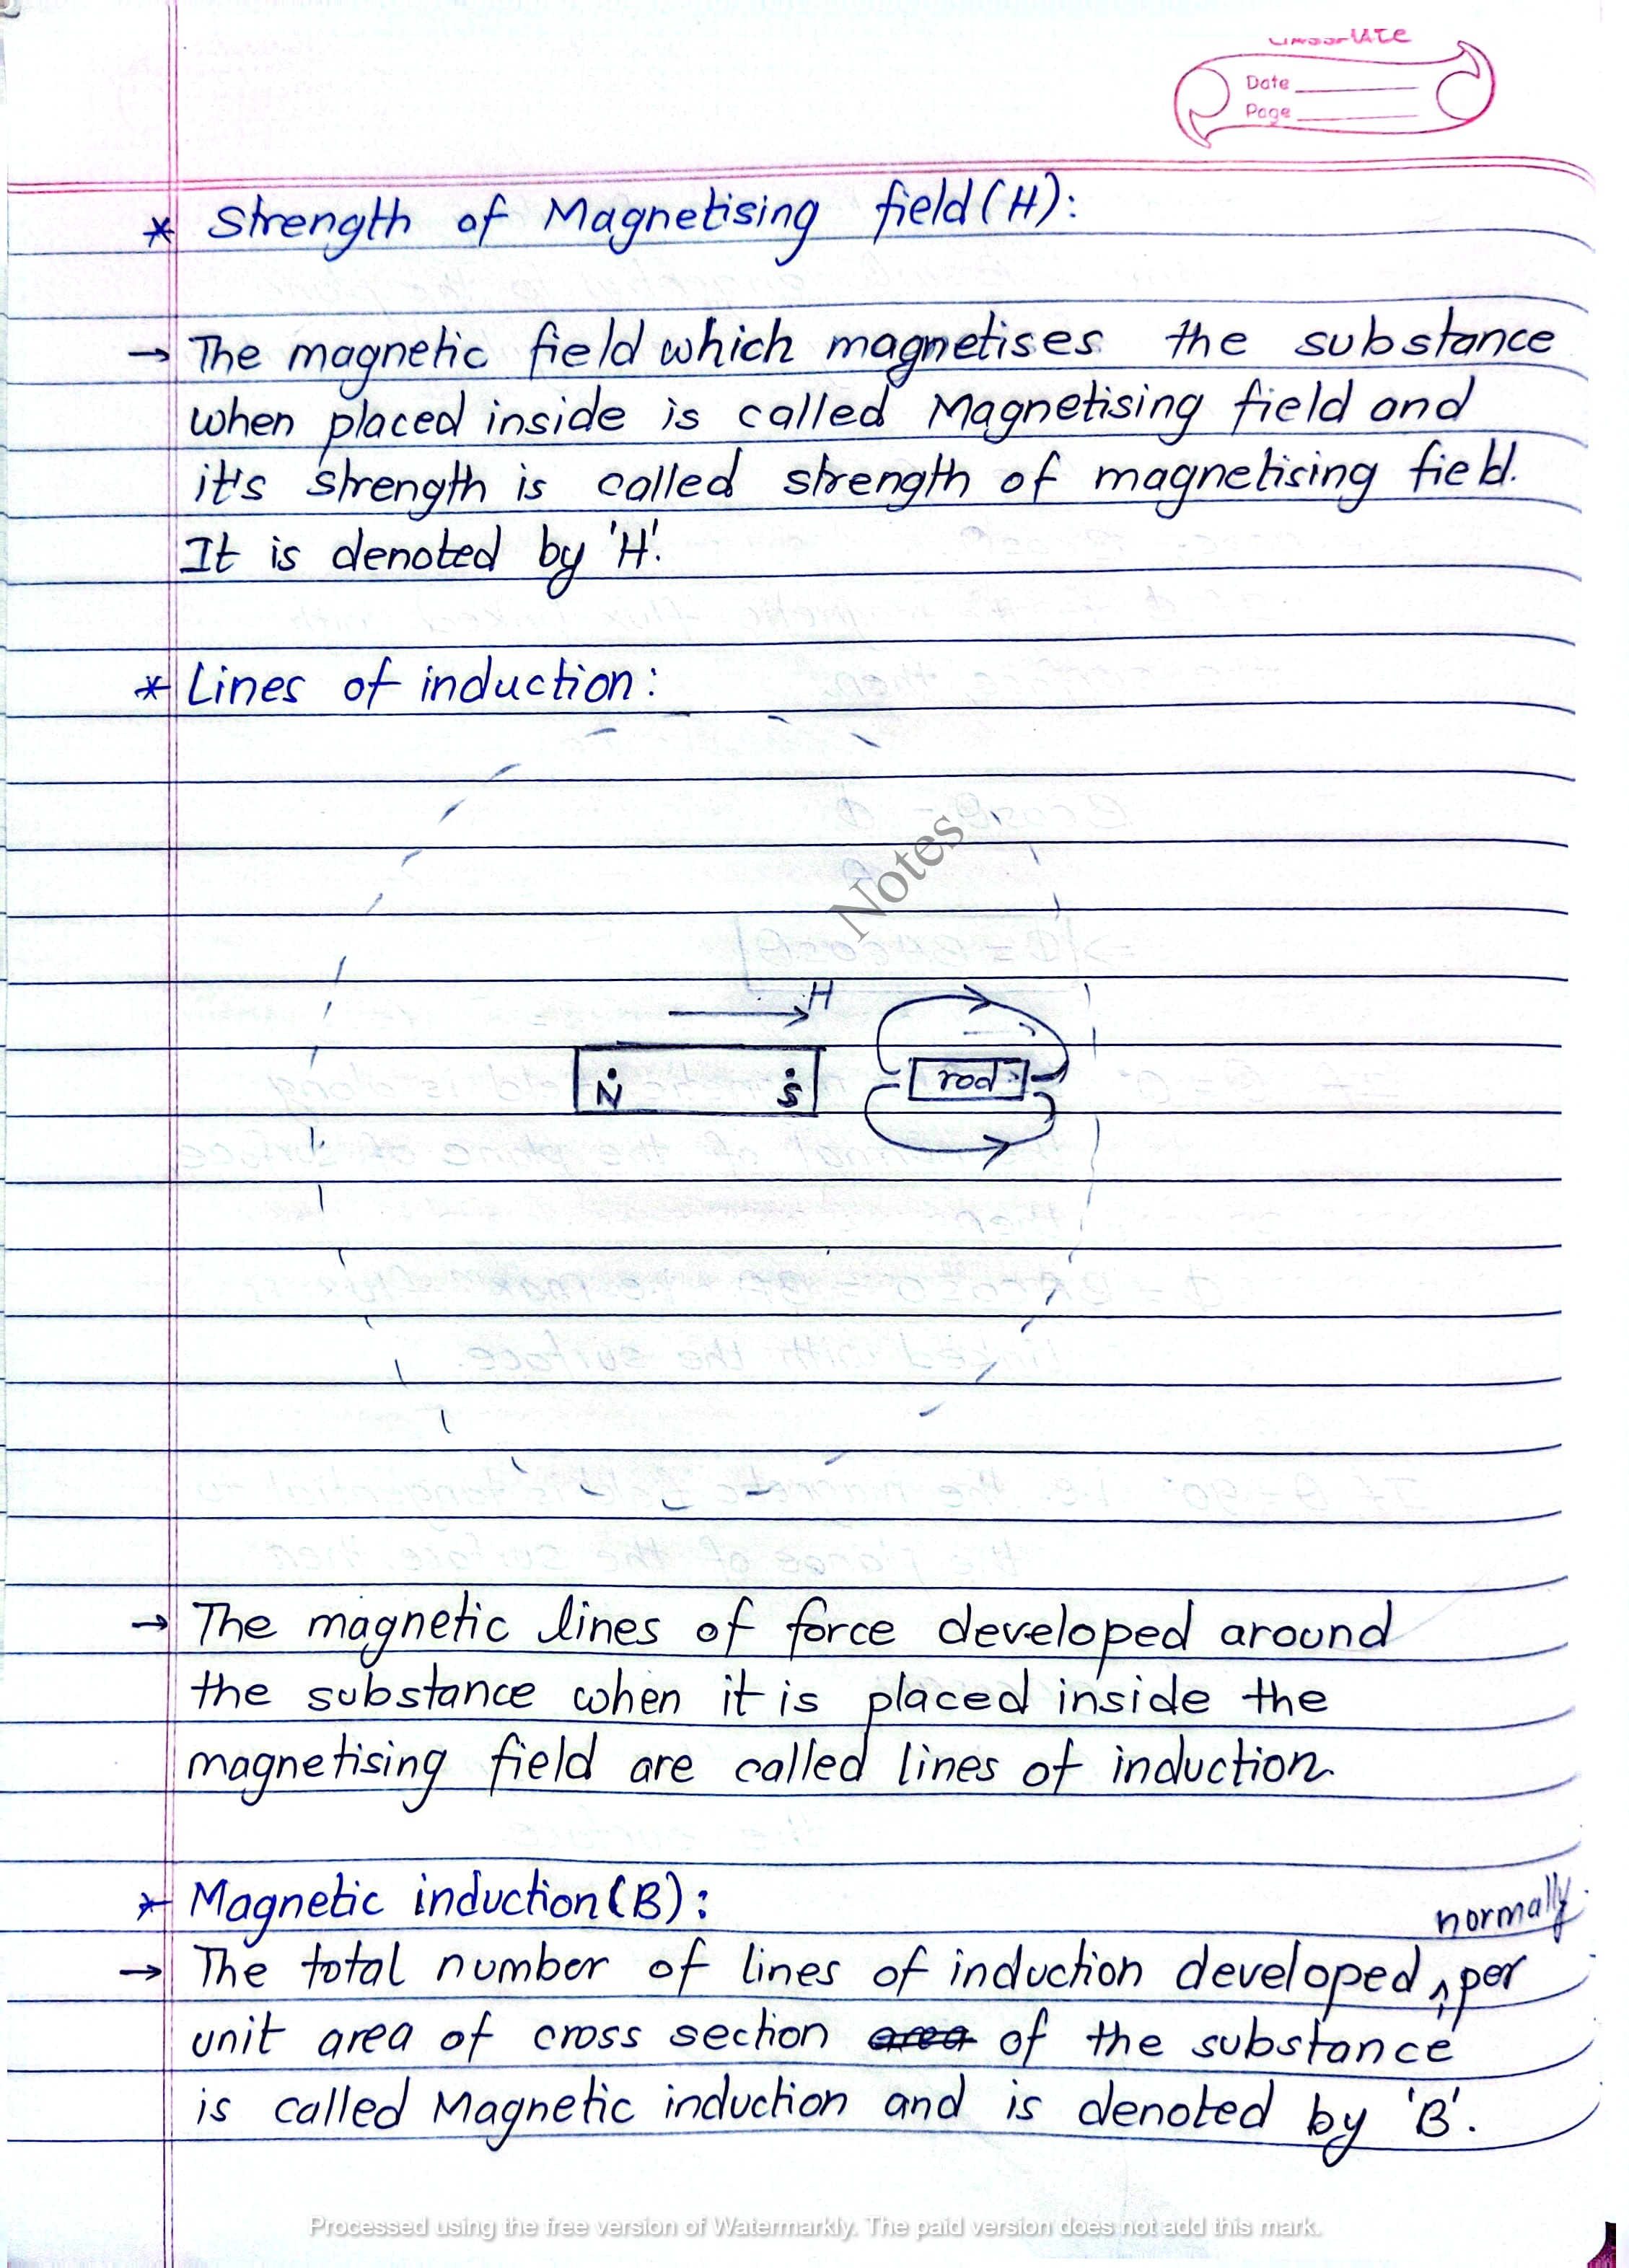 Date
Page
* Strength of Magnetising field (H):
→ The magnetic field which magnetises the substance
when placed inside is called Magnetising field and
it's strength is called strength of magnetising field.
It is denoted by 'H'.
* Lines of induction:
Notes
H
N S rod
→ The magnetic lines of force developed around
the substance when it is placed inside the
magnetising field are called lines of induction.
* Magnetic induction (B):
normally
→ The total number of lines of induction developed ^ per
unit area of cross section area of the substance
is called Magnetic induction and is denoted by 'B'.
Processed using the free version of Watermarkly. The paid version does not add this mark.